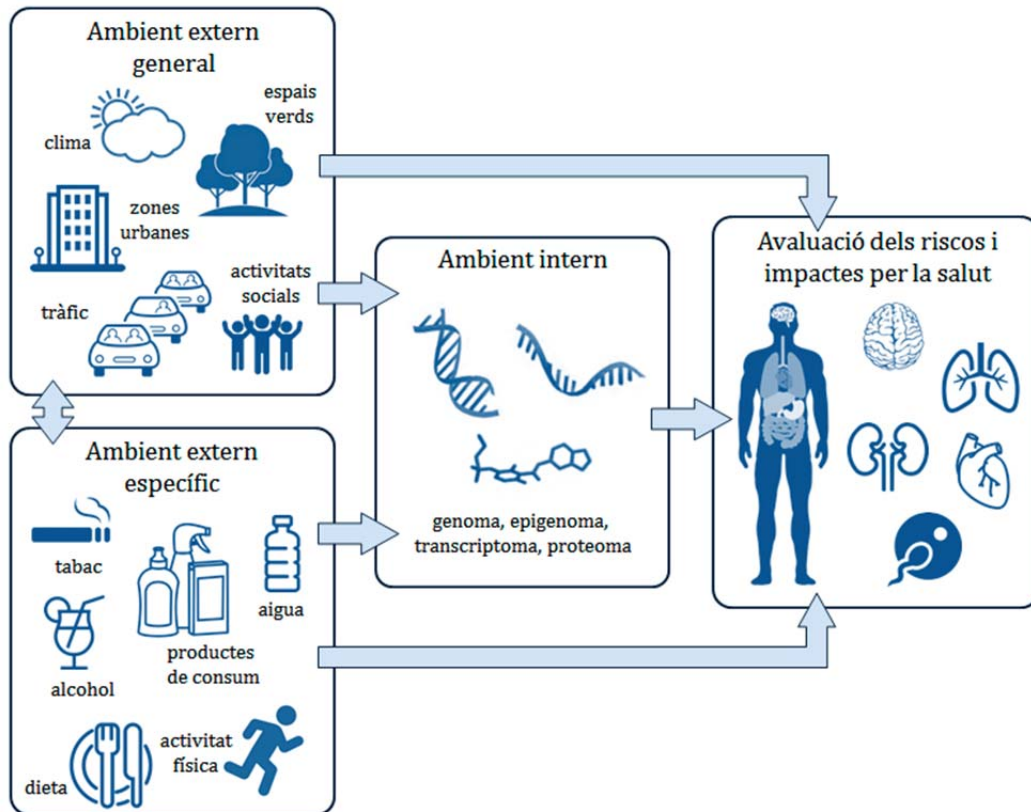 Ambient extern
general
clima
espais
verds
zones
urbanes
tràfic
activitats
socials
Ambient extern
específic
tabac
aigua
alcohol
productes
de consum
dieta
activitat
física
Ambient intern
genoma, epigenoma,
transcriptoma, proteoma
Avaluació dels riscos i
impactes per la salut